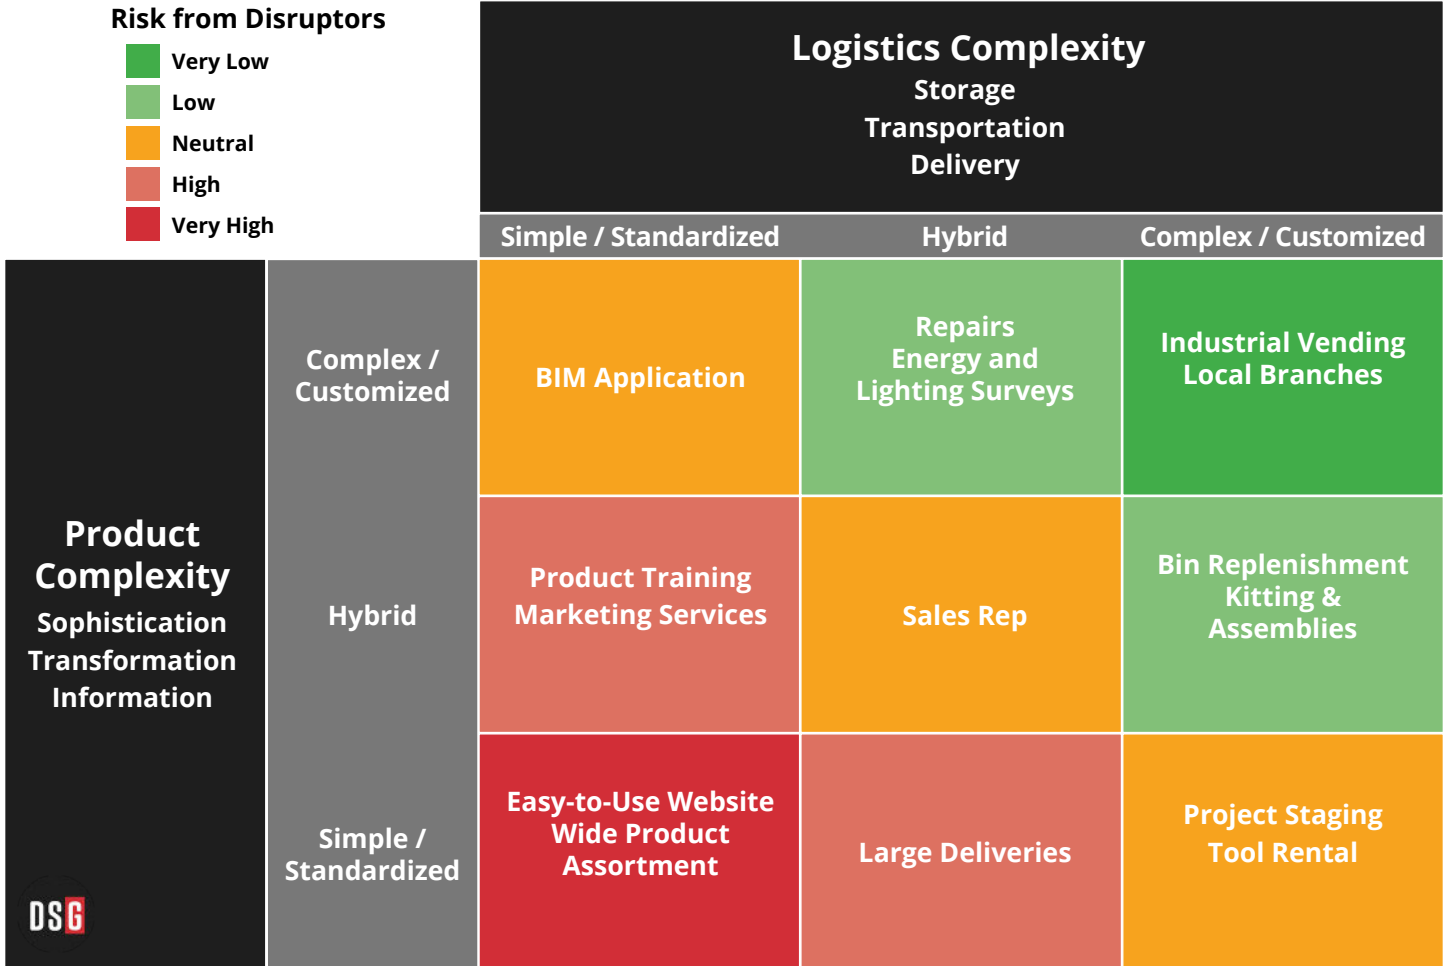 Risk from Disruptors
Very Low
Low
Neutral
High
Very High
Logistics Complexity
Storage
Transportation
Delivery
Simple / Standardized
Hybrid
Complex / Customized
Product
Complexity
Sophistication
Transformation
Information
Complex /
Customized
BIM Application
Repairs
Energy and
Lighting Surveys
Industrial Vending
Local Branches
Hybrid
Product Training
Marketing Services
Sales Rep
Bin Replenishment
Kitting &
Assemblies
Simple /
Standardized
Easy-to-Use Website
Wide Product
Assortment
Large Deliveries
Project Staging
Tool Rental
DSG